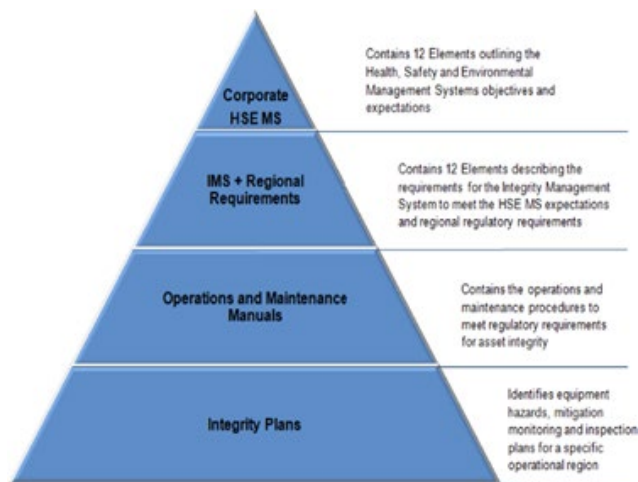 Corporate
HSE MS
Contains 12 Elements outlining the
Health, Safety and Environmental
Management Systems objectives and
expectations
IMS + Regional
Requirements
Contains 12 Elements describing the
requirements for the Integrity Management
System to meet the HSE MS expectations
and regional regulatory requirements
Operations and Maintenance
Manuals
Contains the operations and
maintenance procedures to
meet regulatory requirements
for asset integrity
Integrity Plans
Identifies equipment
hazards, mitigation
monitoring and inspection
plans for a specific
operational region